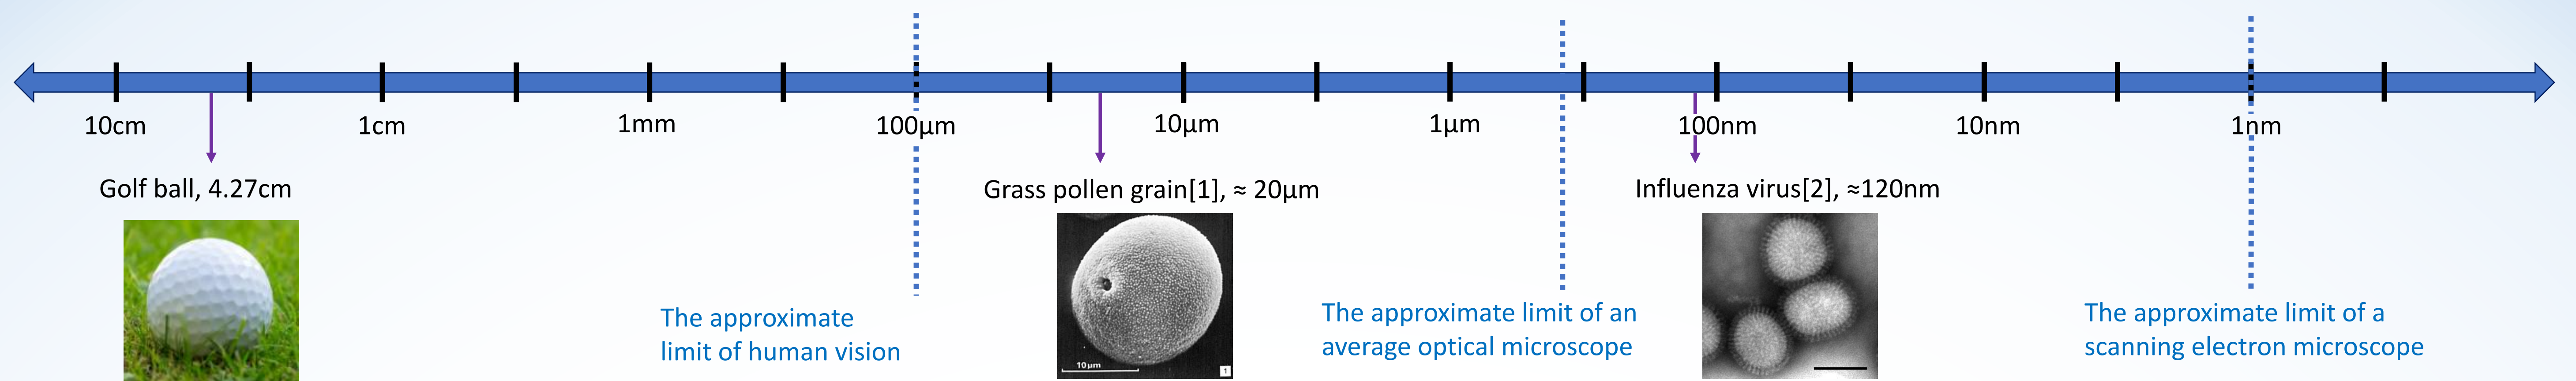 10cm
1cm
1mm
100µm
10µm
1µm
100nm
10nm
1nm
Golf ball, 4.27cm
Grass pollen grain[1], ≈ 20µm
Influenza virus[2], ≈120nm
The approximate
limit of human vision
10µm
1
The approximate limit of an
average optical microscope
The approximate limit of a
scanning electron microscope